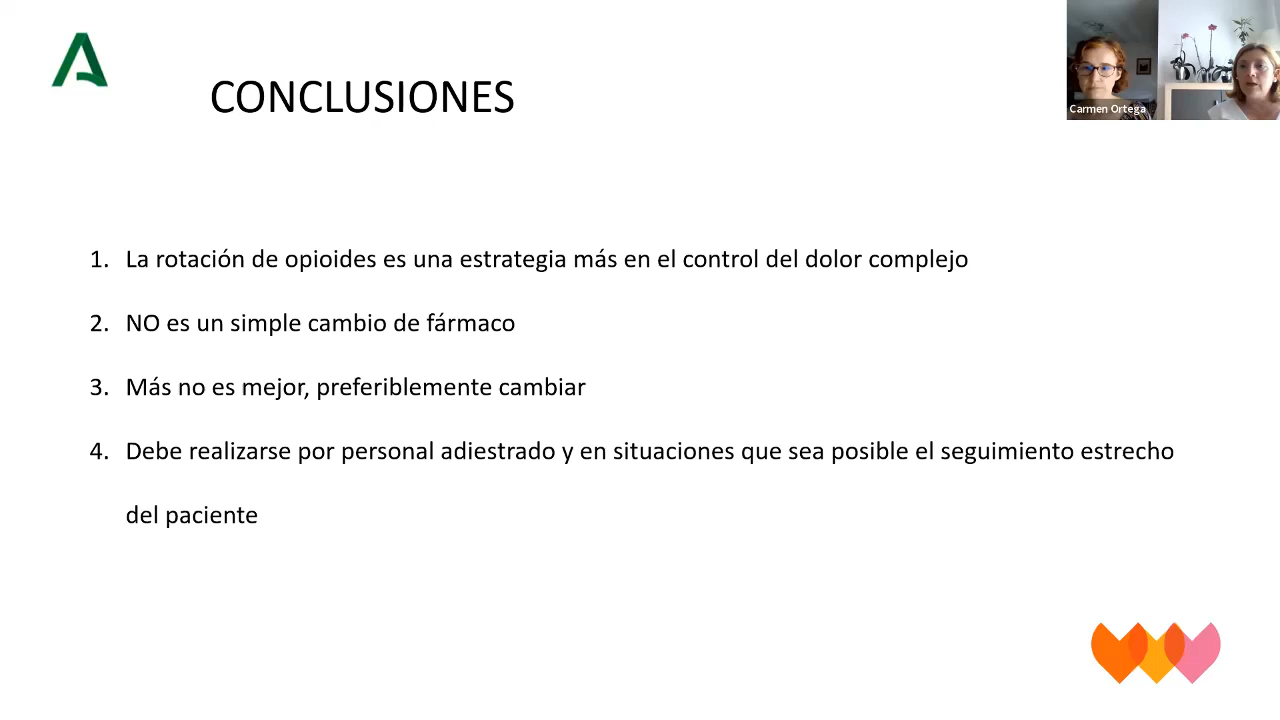 CONCLUSIONES
Carmen Ortega
1. La rotación de opioides es una estrategia más en el control del dolor complejo
2. NO es un simple cambio de fármaco
3. Más no es mejor, preferiblemente cambiar
4. Debe realizarse por personal adiestrado y en situaciones que sea posible el seguimiento estrecho
del paciente